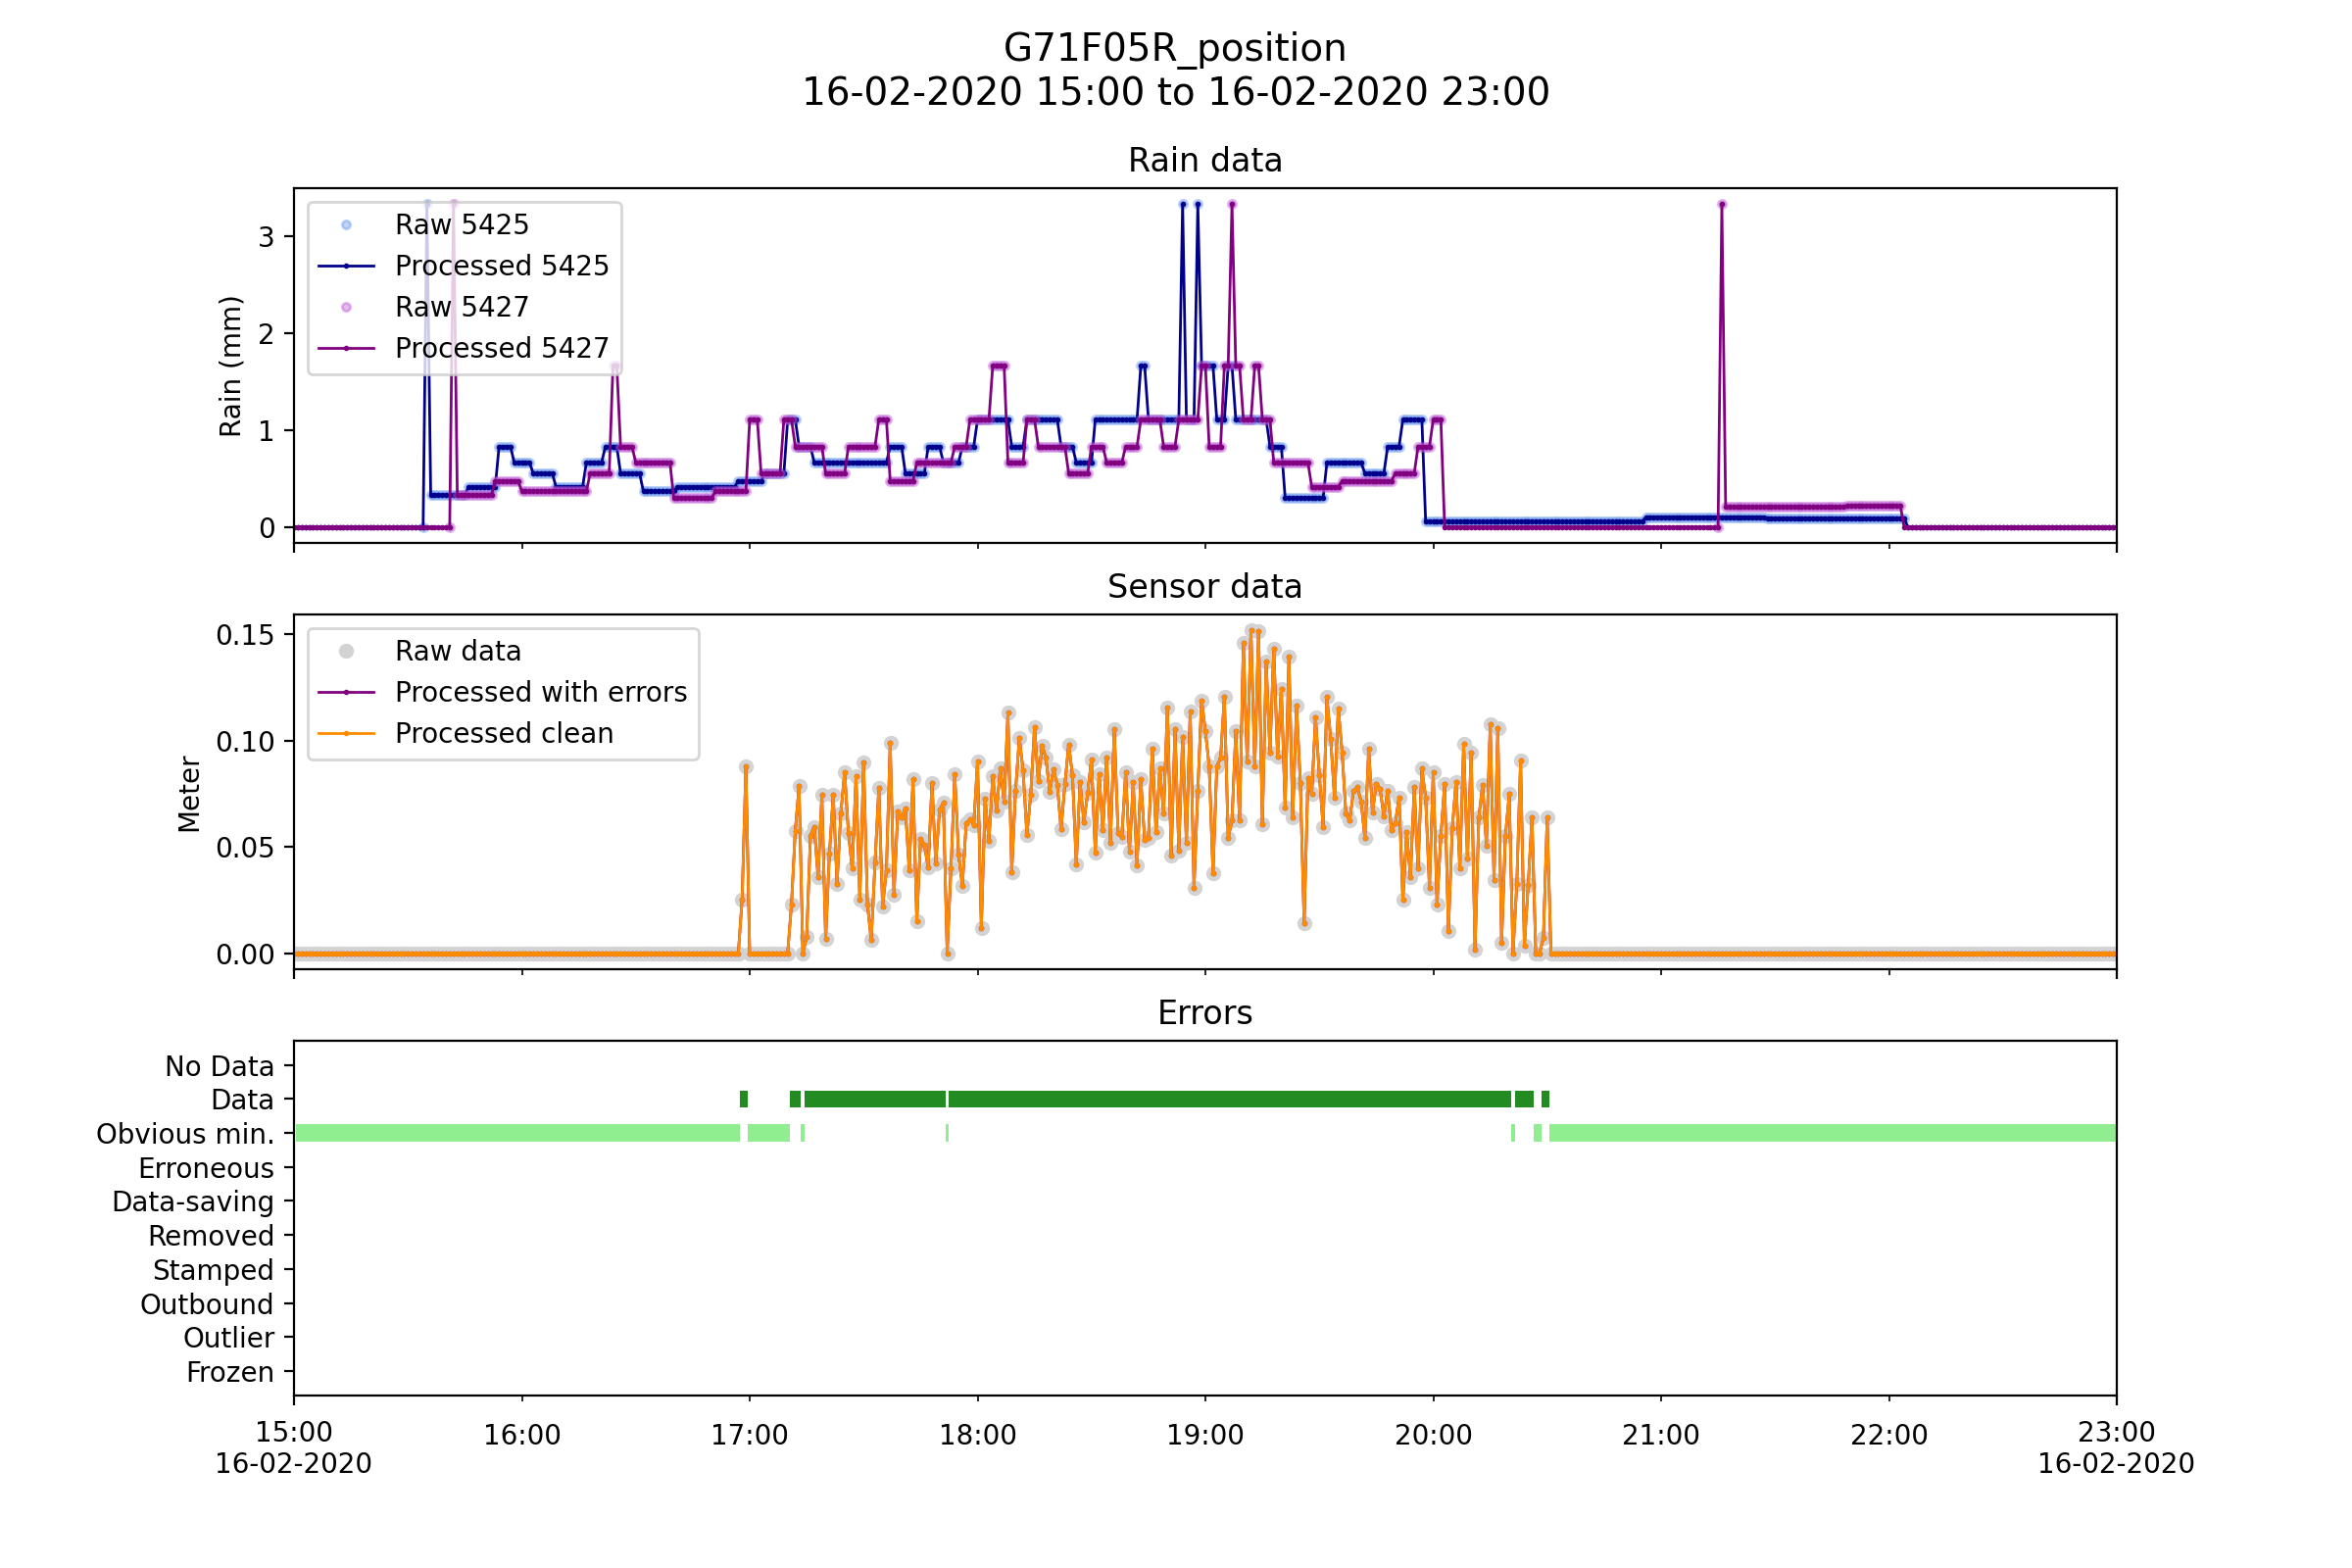 G71F05R_position
16-02-2020 15:00 to 16-02-2020 23:00
Rain data
Rain (mm)
3
2
1
0
Raw 5425
Processed 5425
Raw 5427
Processed 5427
Sensor data
Meter
0.15
0.10
0.05
0.00
Raw data
Processed with errors
Processed clean
Errors
No Data
Data
Obvious min.
Erroneous
Data-saving
Removed
Stamped
Outbound
Outlier
Frozen
15:00 16:00 17:00 18:00 19:00 20:00 21:00 22:00 23:00
16-02-2020 16-02-2020